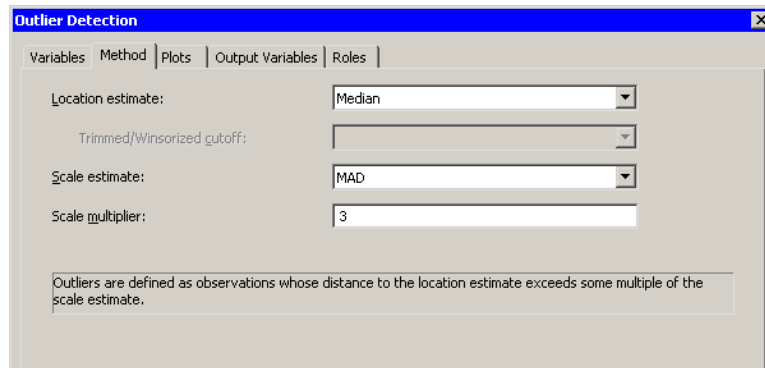 Outlier Detection
Variables Method Plots Output Variables Roles
Location estimate: Median
Trimmed/Winsorized cutoff:
Scale estimate: MAD
Scale multiplier: 3
Outliers are defined as observations whose distance to the location estimate exceeds some multiple of the
scale estimate.